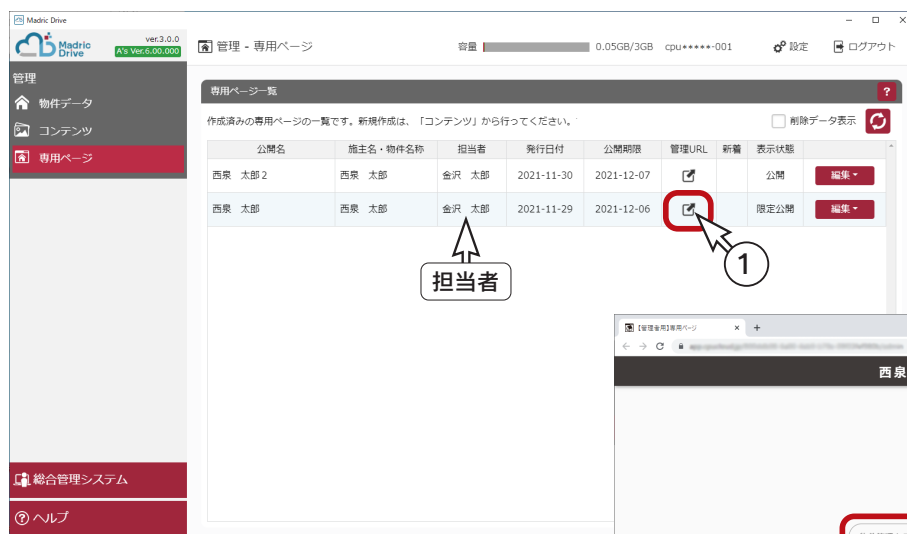 Madric Drive
Madric Drive
ver.3.0.0
A's Ver.6.00.000
管理 - 専用ページ
容量
0.05GB/3GB
cpu*****-001
設定
ログアウト
管理
物件データ
コンテンツ
専用ページ
総合管理システム
ヘルプ
専用ページ一覧
?
作成済みの専用ページの一覧です。新規作成は、「コンテンツ」から行ってください。
削除データ表示
公開名 施主名・物件名称 担当者 発行日付 公開期限 管理URL 新着 表示状態
西泉 太郎2 西泉 太郎 金沢 太郎 2021-11-30 2021-12-07 公開 編集
西泉 太郎 西泉 太郎 金沢 太郎 2021-11-29 2021-12-06 限定公開 編集
担当者
1
【管理者用】専用ページ
西泉